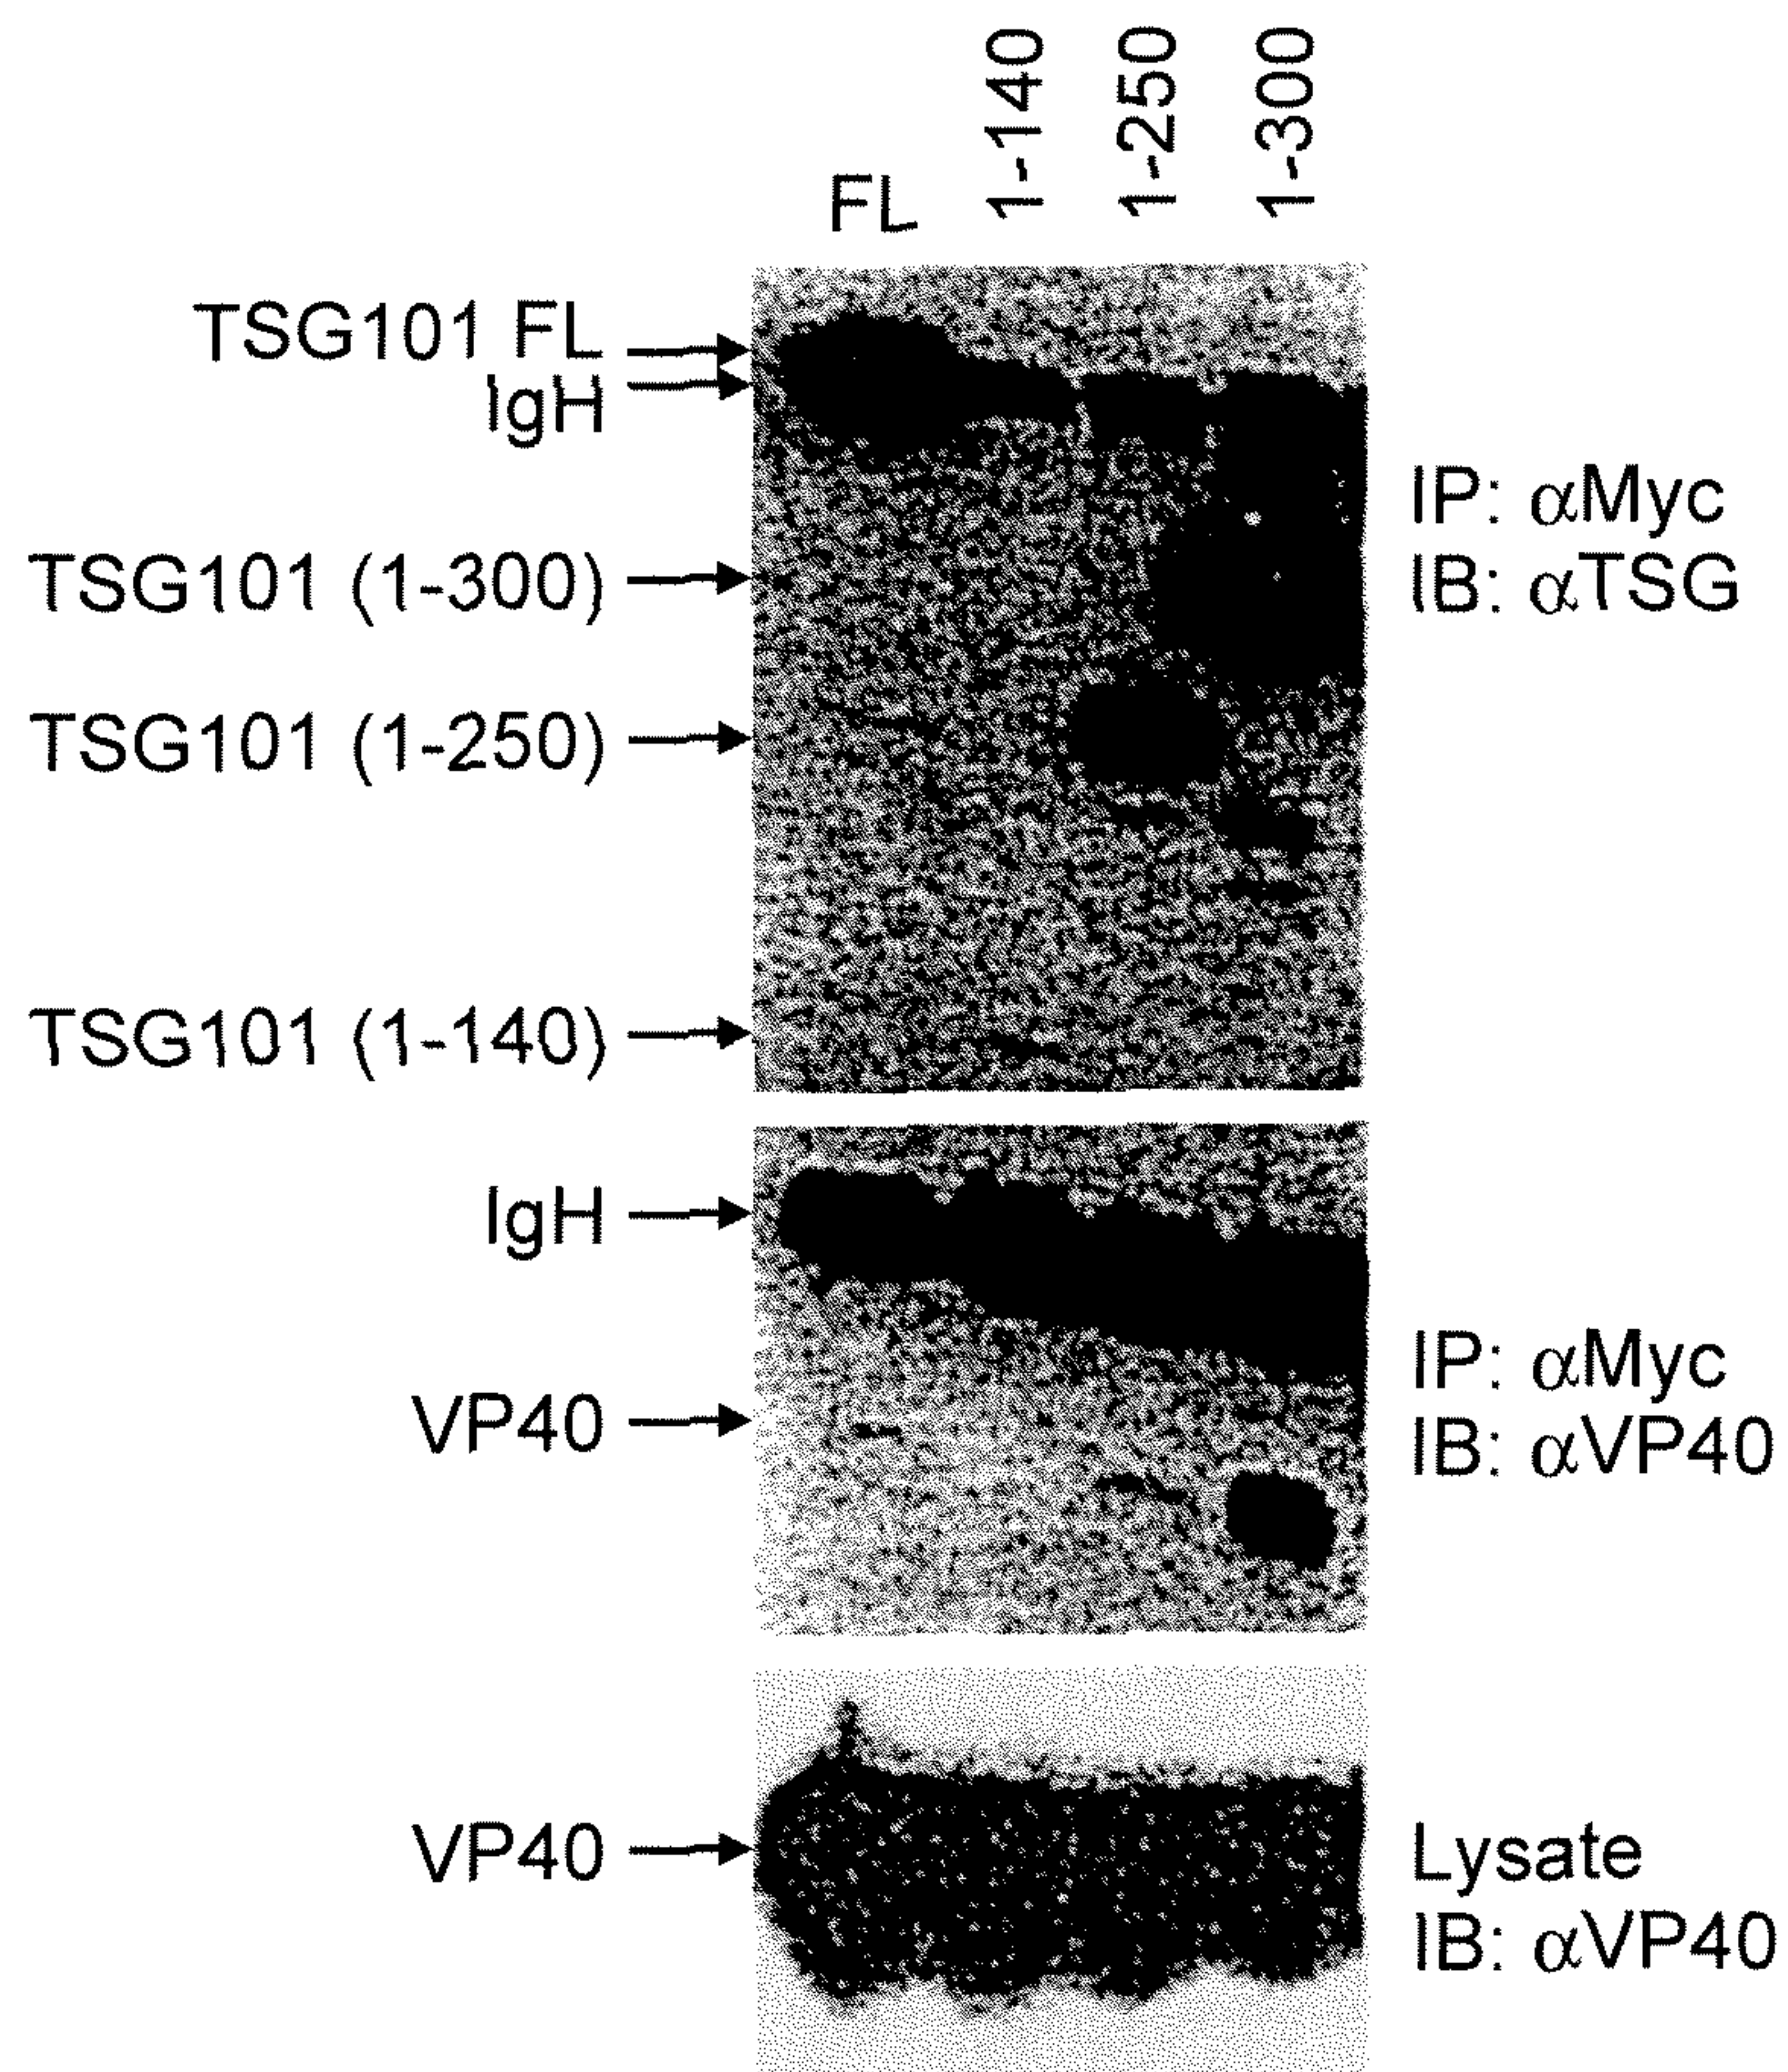 FL 1-140 1-250 1-300
TSG101 FL
IgH
TSG101 (1-300)
TSG101 (1-250)
TSG101 (1-140)
IP: αMyc
IB: αTSG
IgH
VP40
IP: αMyc
IB: αVP40
VP40
Lysate
IB: αVP40